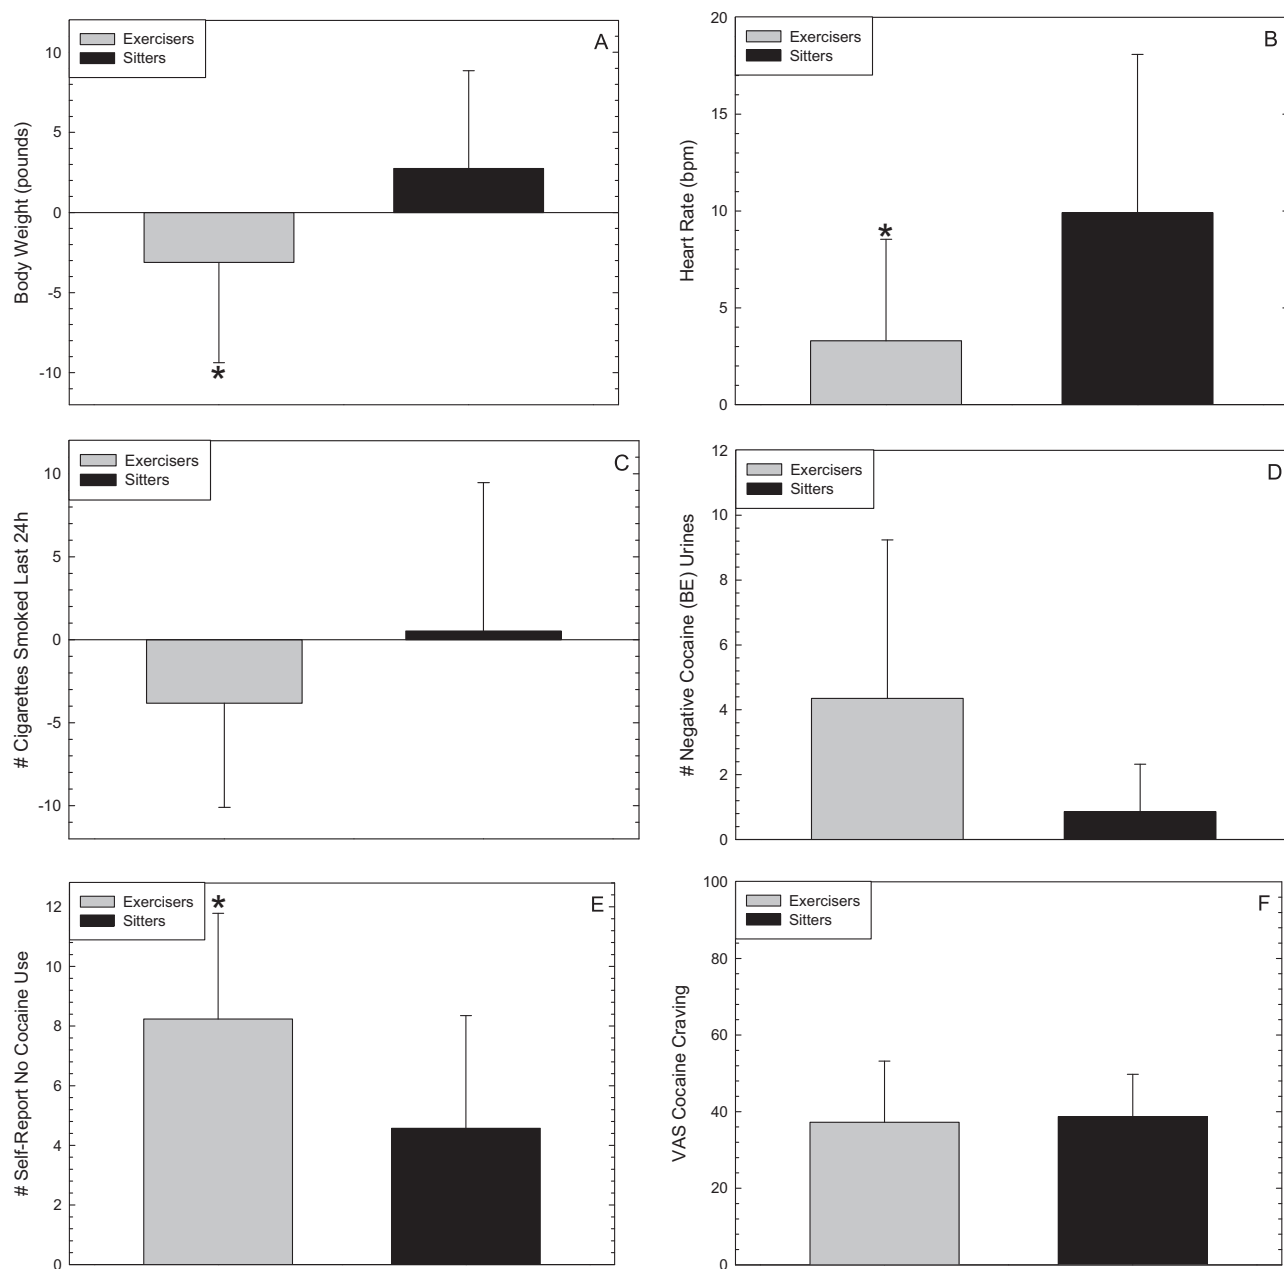 Exercisers
Sitters
A
Body Weight (pounds)
10
5
0
-5
*
-10
Exercisers
Sitters
B
Heart Rate (bpm)
20
15
10
*
5
0
Exercisers
Sitters
C
# Cigarettes Smoked Last 24h
10
5
0
-5
-10
Exercisers
Sitters
D
# Negative Cocaine (BE) Urines
12
10
8
6
4
2
0
Exercisers
Sitters
*
E
# Self-Report No Cocaine Use
12
10
8
6
4
2
0
Exercisers
Sitters
F
VAS Cocaine Craving
100
80
60
40
20
0